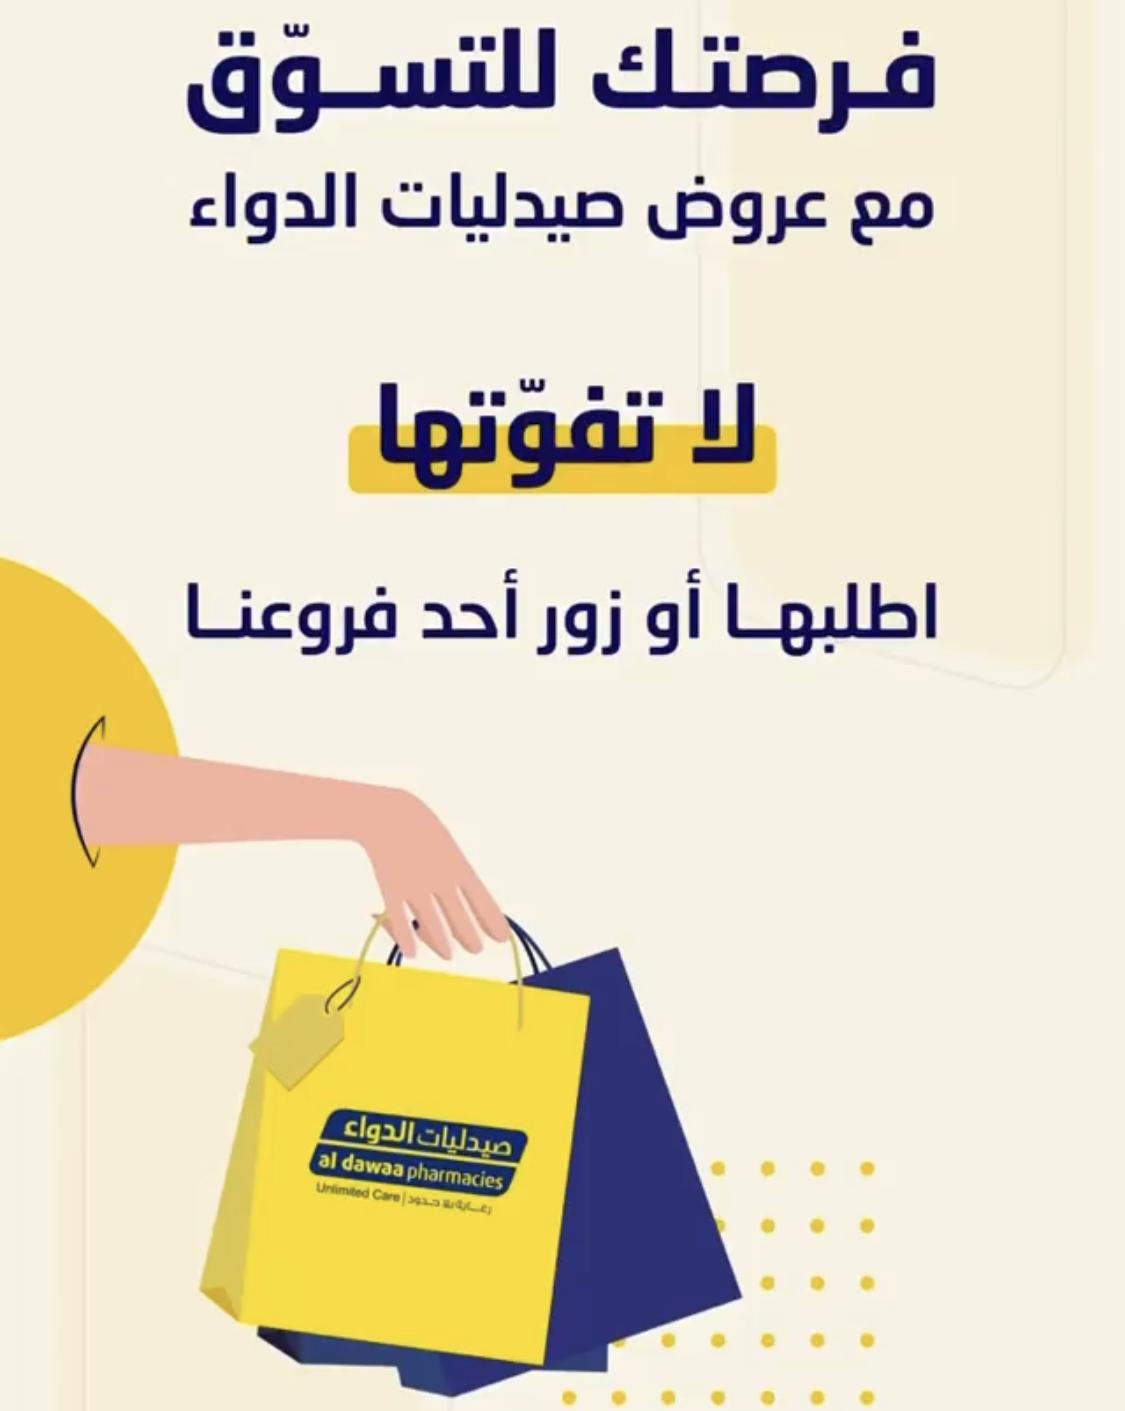 فرصتك للتسوّق
مع عروض صيدليات الدواء
لا تفوّتها
اطلبها أو زور أحد فروعنا
صيدليات الدواء
al dawaa pharmacies
Unlimited Care | رعاية بلا حدود